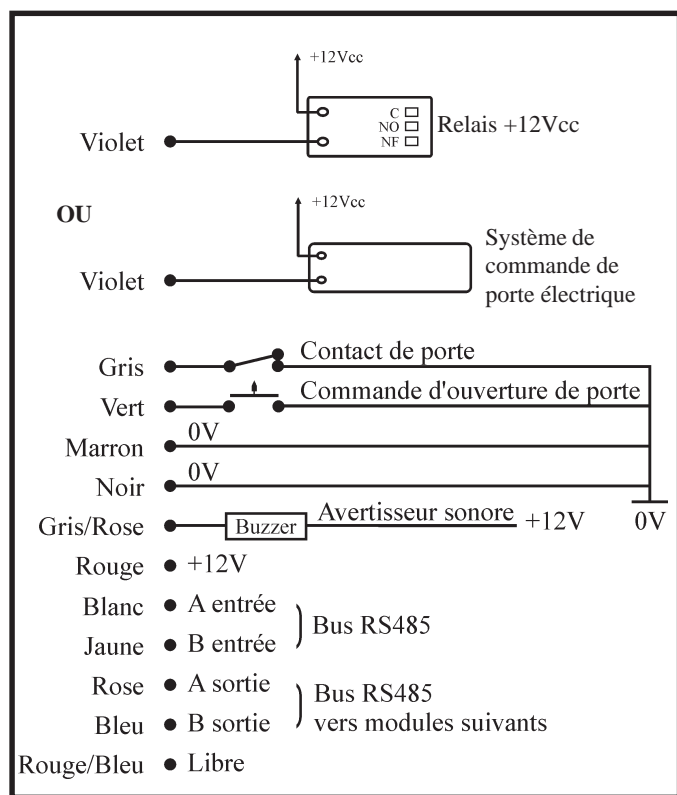 +12Vcc
C
NO
NF
Relais +12Vcc
Violet
OU
+12Vcc
Système de
commande de
porte électrique
Violet
Gris
Contact de porte
Vert
Commande d'ouverture de porte
Marron
0V
Noir
0V
Gris/Rose
Buzzer
Avertisseur sonore
+12V
0V
Rouge
+12V
Blanc
A entrée
Jaune
B entrée
Bus RS485
Rose
A sortie
Bleu
B sortie
Bus RS485
vers modules suivants
Rouge/Bleu
Libre